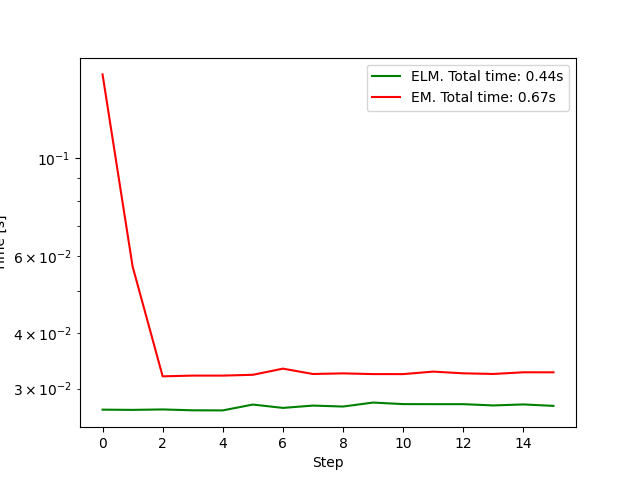 ELM. Total time: 0.44s
EM. Total time: 0.67s
10⁻¹
6 × 10⁻²
4 × 10⁻²
3 × 10⁻²
[s]
0 2 4 6 8 10 12 14
Step